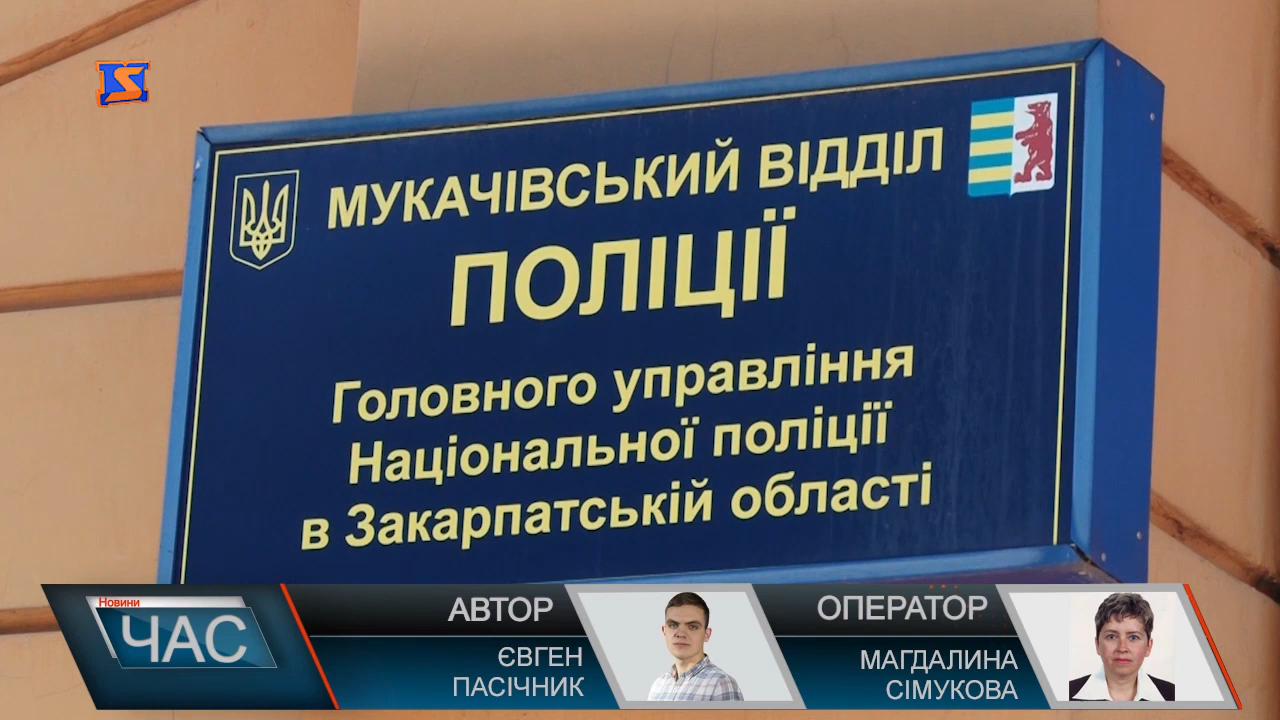 МУКАЧІВСЬКИЙ ВІДДІЛ
ПОЛІЦІЇ
Головного управління
Національної поліції
в Закарпатській області
Новини
ЧАС
АВТОР
ЄВГЕН
ПАСІЧНИК
ОПЕРАТОР
МАГДАЛИНА
СІМУКОВА